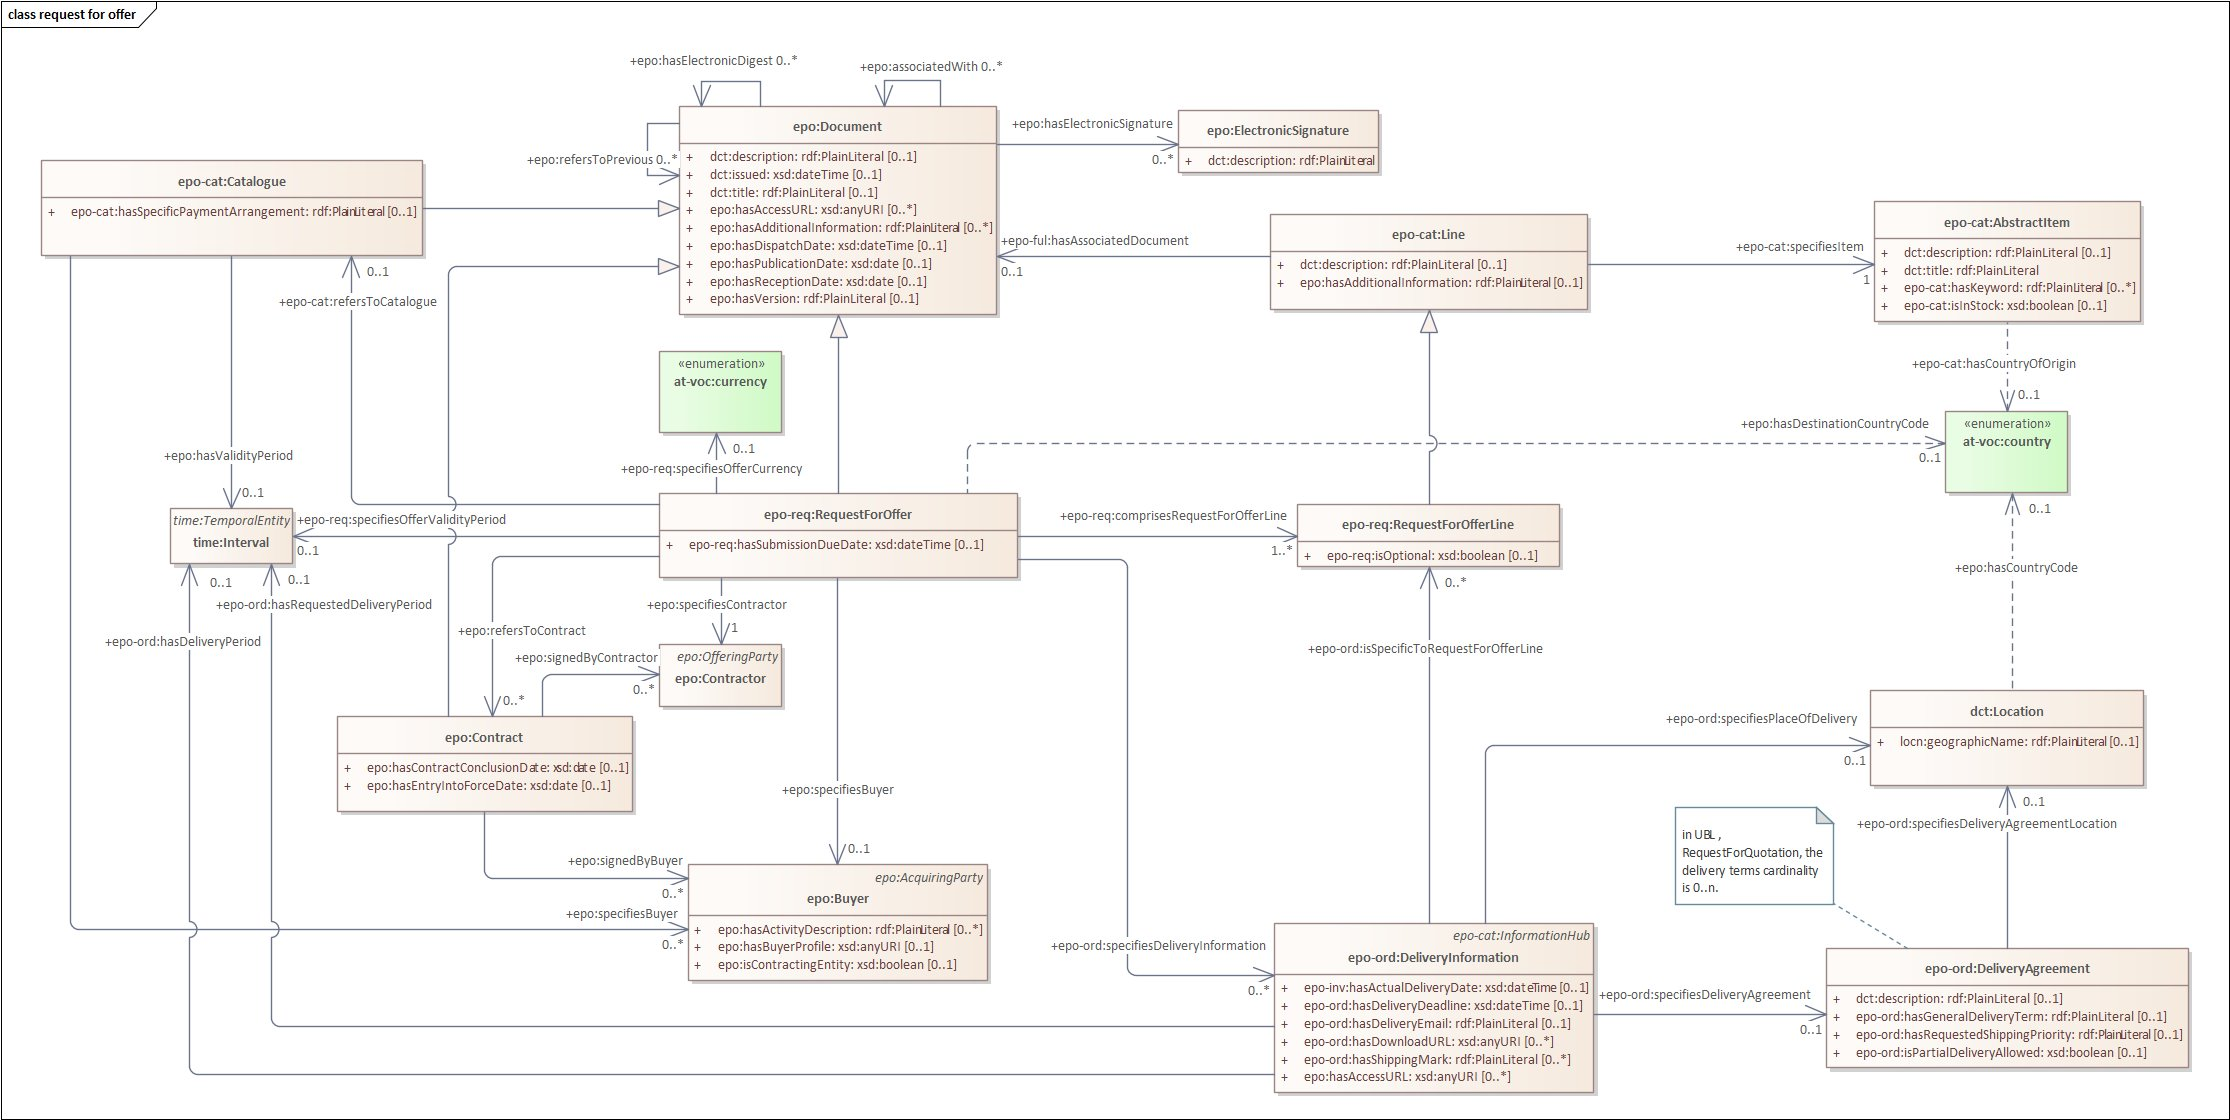 class request for offer
+epo:hasElectronicDigest 0..*
+epo:associatedWith 0..*
+epo:refersToPrevious 0..*
epo:Document
+ dct:description: rdf:PlainLiteral [0..1]
+ dct:issued: xsd:dateTime [0..1]
+ dct:title: rdf:PlainLiteral [0..1]
+ epo:hasAccessURL: xsd:anyURI [0..*]
+ epo:hasAdditionalInformation: rdf:PlainLiteral [0..*]
+ epo:hasDispatchDate: xsd:dateTime [0..1]
+ epo:hasPublicationDate: xsd:date [0..1]
+ epo:hasReceptionDate: xsd:date [0..1]
+ epo:hasVersion: rdf:PlainLiteral [0..1]
+epo:hasElectronicSignature
0..*
epo:ElectronicSignature
+ dct:description: rdf:PlainLiteral
epo-cat:Catalogue
+ epo-cat:hasSpecificPaymentArrangement: rdf:PlainLiteral [0..1]
0..1
+epo-cat:refersToCatalogue
+epo-ful:hasAssociatedDocument
0..1
epo-cat:Line
+ dct:description: rdf:PlainLiteral [0..1]
+ epo:hasAdditionalInformation: rdf:PlainLiteral [0..1]
+epo-cat:specifiesItem
1
epo-cat:AbstractItem
+ dct:description: rdf:PlainLiteral [0..1]
+ dct:title: rdf:PlainLiteral
+ epo-cat:hasKeyword: rdf:PlainLiteral [0..*]
+ epo-cat:isInStock: xsd:boolean [0..1]
+epo-cat:hasCountryOfOrigin
0..1
«enumeration»
at-voc:currency
0..1
+epo-req:specifiesOfferCurrency
+epo:hasDestinationCountryCode
0..1
«enumeration»
at-voc:country
0..1
+epo:hasCountryCode
+epo:hasValidityPeriod
0..1
time:TemporalEntity
time:Interval
+epo-req:specifiesOfferValidityPeriod
0..1
0..1
0..1
+epo-ord:hasRequestedDeliveryPeriod
+epo-ord:hasDeliveryPeriod
epo-req:RequestForOffer
+ epo-req:hasSubmissionDueDate: xsd:dateTime [0..1]
+epo-req:comprisesRequestForOfferLine
1..*
epo-req:RequestForOfferLine
+ epo-req:isOptional: xsd:boolean [0..1]
0..*
+epo-ord:isSpecificToRequestForOfferLine
+epo:specifiesContractor
1
+epo:refersToContract
0..*
+epo:signedByContractor
0..*
epo:OfferingParty
epo:Contractor
epo:Contract
+ epo:hasContractConclusionDate: xsd:date [0..1]
+ epo:hasEntryIntoForceDate: xsd:date [0..1]
+epo:specifiesBuyer
0..1
+epo:signedByBuyer
0..*
+epo:specifiesBuyer
0..*
epo:AcquiringParty
epo:Buyer
+ epo:hasActivityDescription: rdf:PlainLiteral [0..*]
+ epo:hasBuyerProfile: xsd:anyURI [0..1]
+ epo:isContractingEntity: xsd:boolean [0..1]
+epo-ord:specifiesDeliveryInformation
0..*
epo-cat:InformationHub
epo-ord:DeliveryInformation
+ epo-inv:hasActualDeliveryDate: xsd:dateTime [0..1]
+ epo-ord:hasDeliveryDeadline: xsd:dateTime [0..1]
+ epo-ord:hasDeliveryEmail: rdf:PlainLiteral [0..1]
+ epo-ord:hasDownloadURL: xsd:anyURI [0..*]
+ epo-ord:hasShippingMark: rdf:PlainLiteral [0..*]
+ epo:hasAccessURL: xsd:anyURI [0..*]
+epo-ord:specifiesPlaceOfDelivery
0..1
dct:Location
+ locn:geographicName: rdf:PlainLiteral [0..1]
0..1
+epo-ord:specifiesDeliveryAgreementLocation
in UBL ,
RequestForQuotation, the
delivery terms cardinality
is 0..n.
+epo-ord:specifiesDeliveryAgreement
0..1
epo-ord:DeliveryAgreement
+ dct:description: rdf:PlainLiteral [0..1]
+ epo-ord:hasGeneralDeliveryTerm: rdf:PlainLiteral [0..1]
+ epo-ord:hasRequestedShippingPriority: rdf:PlainLiteral [0..1]
+ epo-ord:isPartialDeliveryAllowed: xsd:boolean [0..1]